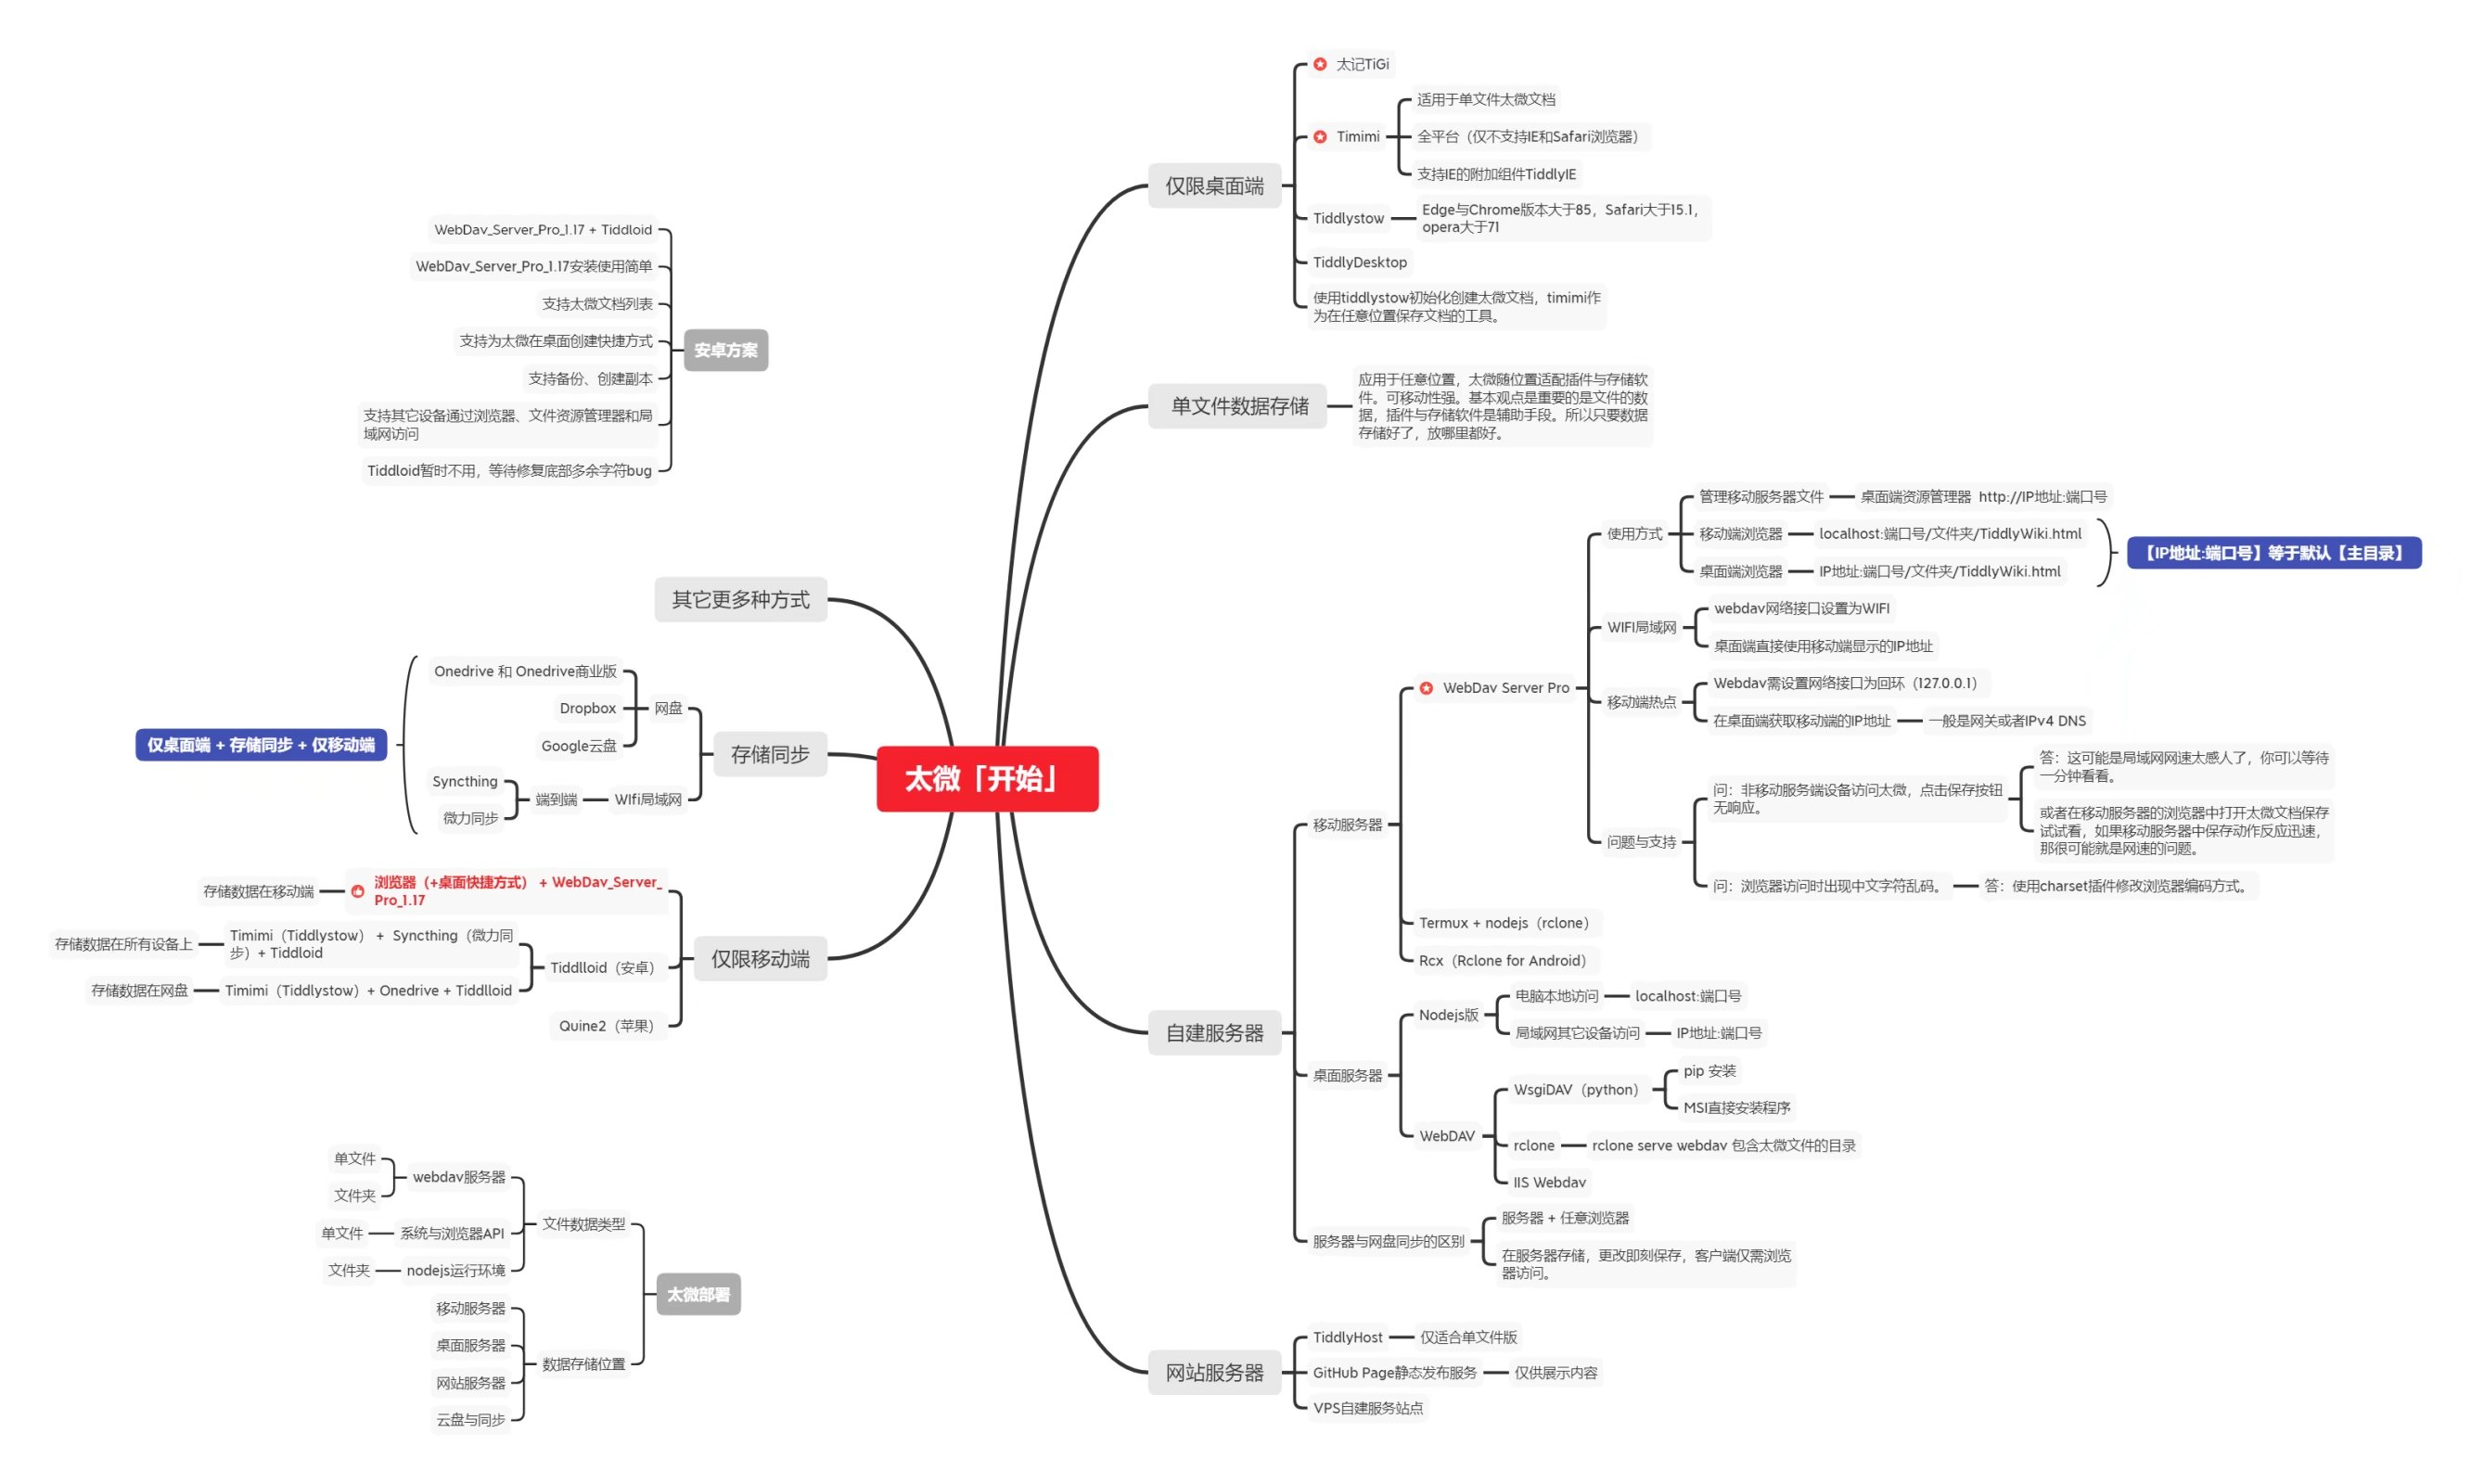 太微「开始」
仅限桌面端
太记TiGi
Timimi
适用于单文件太微文档
全平台（仅不支持IE和Safari浏览器）
支持IE的附加组件TiddlyIE
Tiddlystow
Edge与Chrome版本大于85，Safari大于15.1，
opera大于71
TiddlyDesktop
使用tiddlystow初始化创建太微文档，timimi作
为在任意位置保存文档的工具。
单文件数据存储
应用于任意位置，太微随位置适配插件与存储软
件。可移动性强。基本观点是重要的是文件的数
据，插件与存储软件是辅助手段。所以只要数据
存储好了，放哪里都好。
自建服务器
移动服务器
WebDav Server Pro
使用方式
管理移动服务器文件
桌面端资源管理器 http://IP地址:端口号
移动端浏览器
localhost:端口号/文件夹/TiddlyWiki.html
桌面端浏览器
IP地址:端口号/文件夹/TiddlyWiki.html
【IP地址:端口号】等于默认【主目录】
WIFI局域网
webdav网络接口设置为WIFI
桌面端直接使用移动端显示的IP地址
移动端热点
Webdav需设置网络接口为回环（127.0.0.1）
在桌面端获取移动端的IP地址
一般是网关或者IPv4 DNS
问题与支持
问：非移动服务端设备访问太微，点击保存按钮
无响应。
答：这可能是局域网网速太感人了，你可以等待
一分钟看看。
或者在移动服务器的浏览器中打开太微文档保存
试试看，如果移动服务器中保存动作反应迅速，
那很可能就是网速的问题。
问：浏览器访问时出现中文字符乱码。
答：使用charset插件修改浏览器编码方式。
Termux + nodejs（rclone）
Rcx（Rclone for Android）
桌面服务器
Nodejs版
电脑本地访问
localhost:端口号
局域网其它设备访问
IP地址:端口号
WebDAV
WsgiDAV（python）
pip 安装
MSI直接安装程序
rclone
rclone serve webdav 包含太微文件的目录
IIS Webdav
服务器与网盘同步的区别
服务器 + 任意浏览器
在服务器存储，更改即刻保存，客户端仅需浏览
器访问。
网站服务器
TiddlyHost
仅适合单文件版
GitHub Page静态发布服务
仅供展示内容
VPS自建服务站点
其它更多种方式
存储同步
网盘
Onedrive 和 Onedrive商业版
Dropbox
Google云盘
WIfi局域网
端到端
Syncthing
微力同步
仅桌面端 + 存储同步 + 仅移动端
仅限移动端
浏览器（+桌面快捷方式） + WebDav_Server_
Pro_1.17
存储数据在移动端
Tiddlloid（安卓）
Timimi（Tiddlystow） + Syncthing（微力同
步）+ Tiddloid
存储数据在所有设备上
Timimi（Tiddlystow）+ Onedrive + Tiddlloid
存储数据在网盘
Quine2（苹果）
安卓方案
WebDav_Server_Pro_1.17 + Tiddloid
WebDav_Server_Pro_1.17安装使用简单
支持太微文档列表
支持为太微在桌面创建快捷方式
支持备份、创建副本
支持其它设备通过浏览器、文件资源管理器和局
域网访问
Tiddloid暂时不用，等待修复底部多余字符bug
太微部署
文件数据类型
webdav服务器
单文件
文件夹
系统与浏览器API
单文件
nodejs运行环境
文件夹
数据存储位置
移动服务器
桌面服务器
网站服务器
云盘与同步